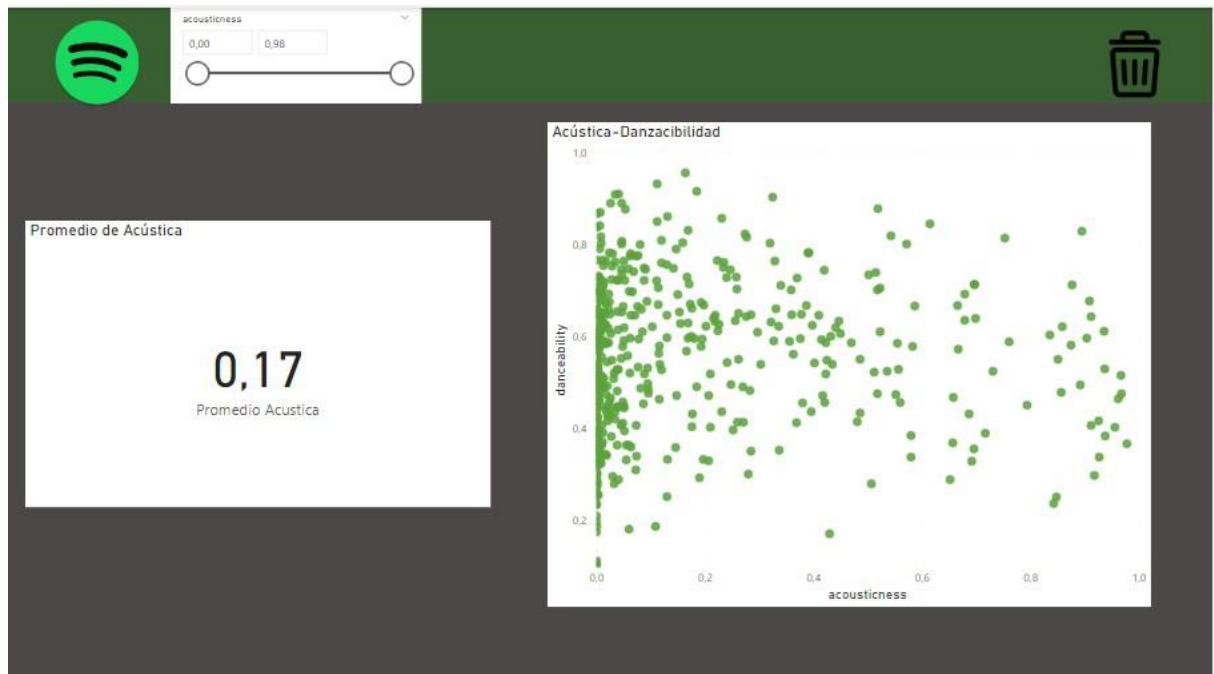 acousticness
0,00
0,98
Acústica-Danzacibilidad
1,0
0,8
0,6
0,4
0,2
danceability
0,0
0,2
0,4
0,6
0,8
1,0
acousticness
Promedio de Acústica
0,17
Promedio Acustica